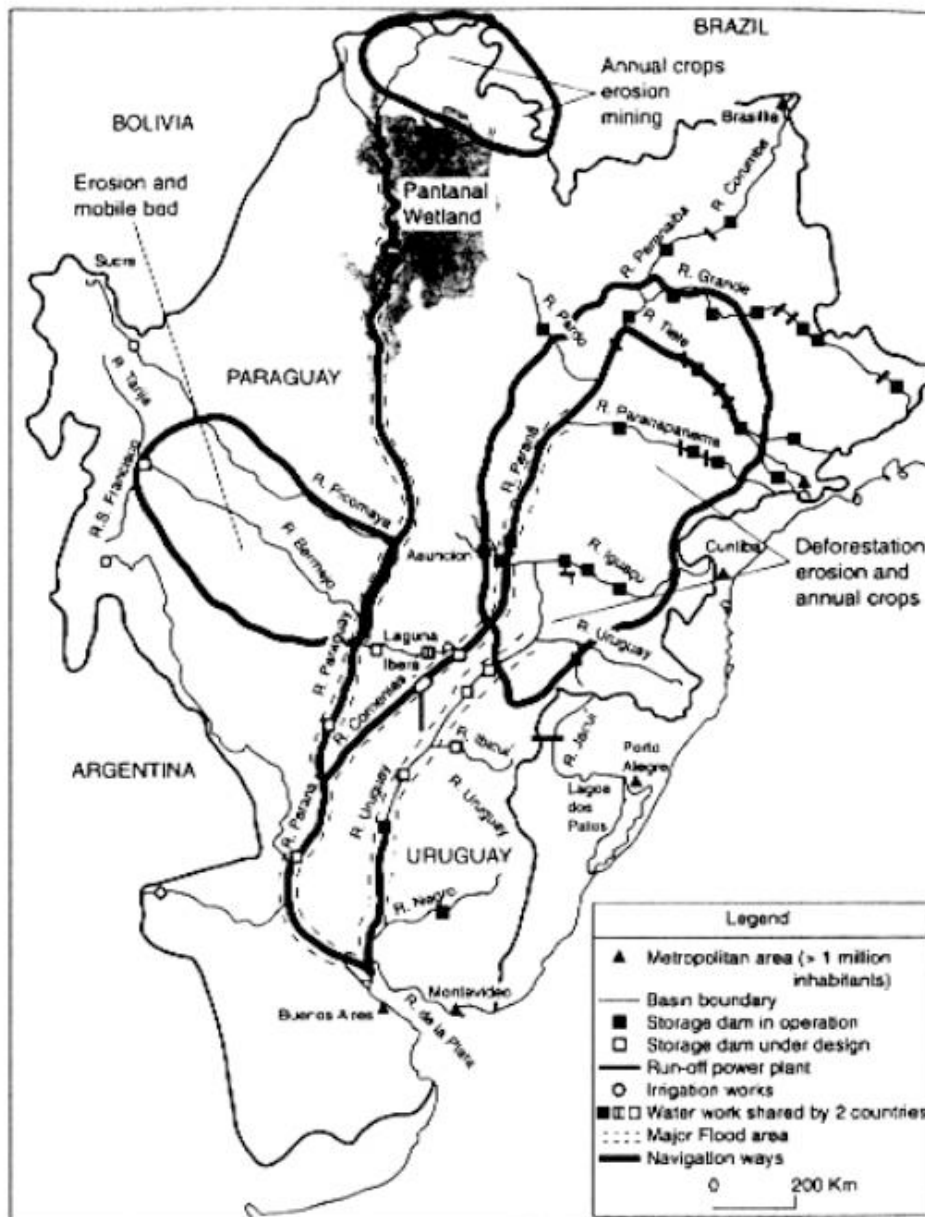 BRAZIL
Annual crops
erosion
mining
BOLIVIA
Brasilia
Erosion and
mobile bed
Pantanal
Wetland
R. Corumba
R. Paranaiba
R. Grande
Sucre
R. Pardo
R. Tiete
R. Tarija
PARAGUAY
R. Paranapanema
R. Paraná
R.S. Francisco
R. Picomaya
R. Bermejo
Asuncion
R. Iguaçu
Curitiba
Deforestation
erosion and
annual crops
R. Paraguay
Laguna
Ibera
R. Uruguay
R. Corrientes
R. Ibicui
R. Jacui
Porto
Alegre
ARGENTINA
Lagoa
dos
Patos
R. Parana
R. Uruguay
R. Uruguay
URUGUAY
R. Negro
Montevideo
Buenos Aires
R. de la Plata
Legend
Metropolitan area (> 1 million
inhabitants)
Basin boundary
Storage dam in operation
Storage dam under design
Run-off power plant
Irrigation works
Water work shared by 2 countries
Major Flood area
Navigation ways
0 200 Km